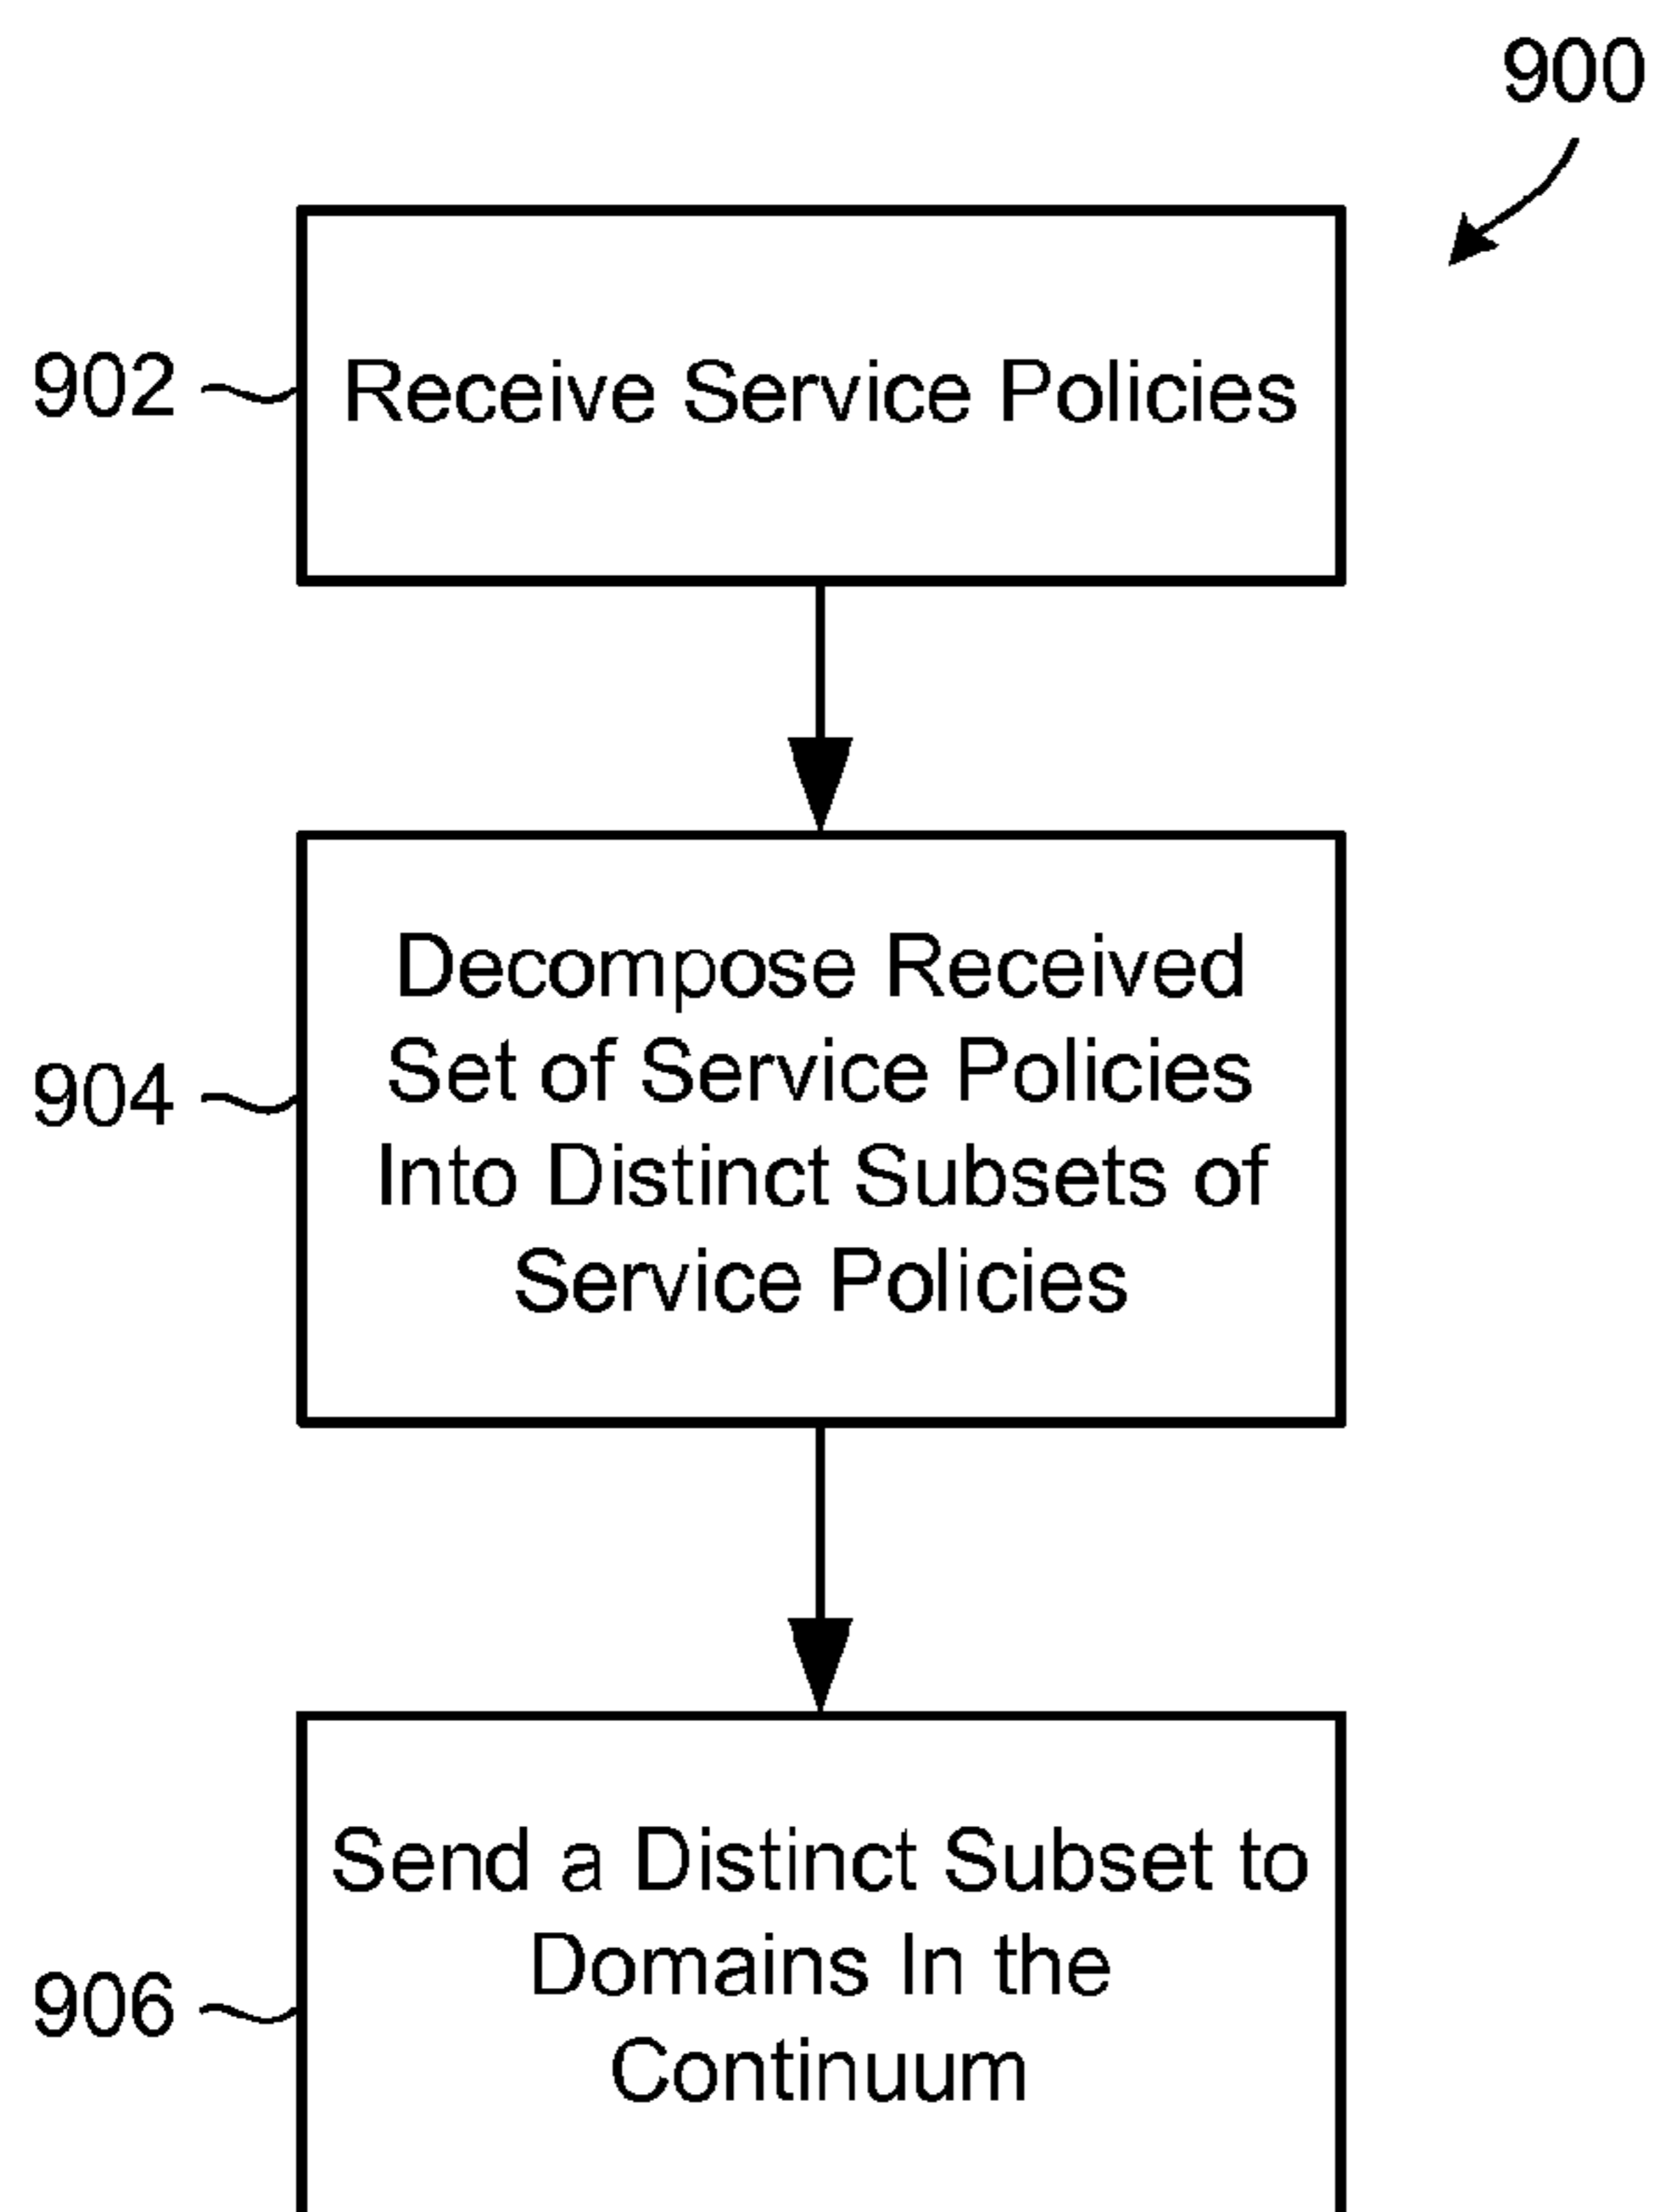 900
902
Receive Service Policies
904
Decompose Received
Set of Service Policies
Into Distinct Subsets of
Service Policies
906
Send a Distinct Subset to
Domains In the
Continuum